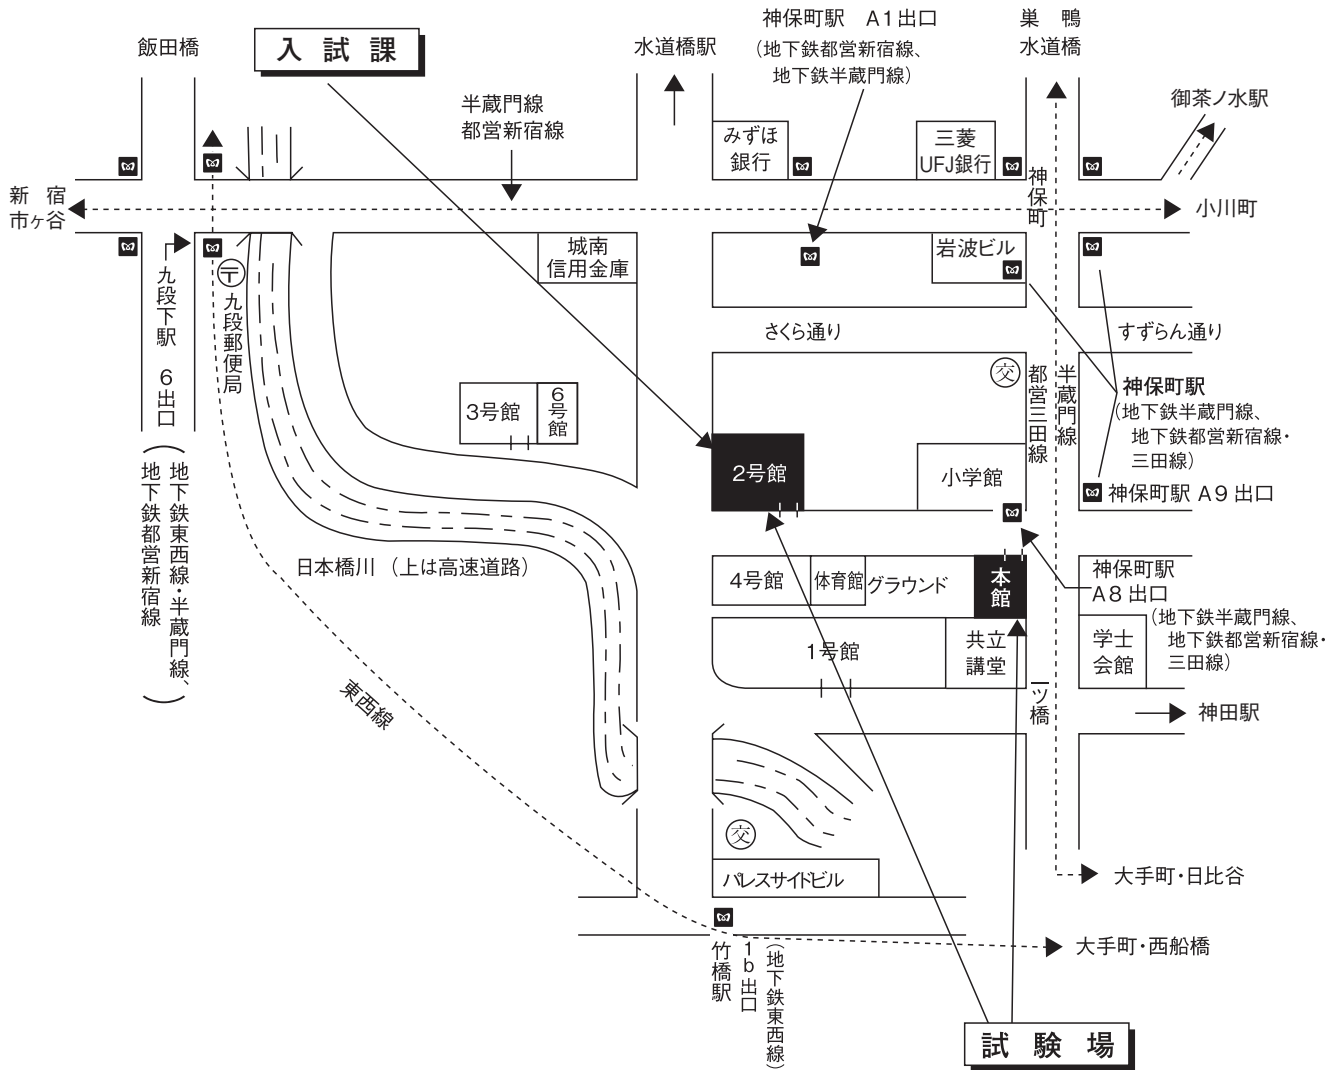 神保町駅　A1出口
(地下鉄都営新宿線、
地下鉄半蔵門線)
巣　鴨
水道橋
飯田橋
入　試　課
水道橋駅
半蔵門線
都営新宿線
御茶ノ水駅
みずほ
銀行
三菱
UFJ銀行
神保町
新　宿
市ヶ谷
小川町
城南
信用金庫
岩波ビル
九段下駅　6出口
(地下鉄東西線・半蔵門線
地下鉄都営新宿線)
〒
九段郵便局
さくら通り
すずらん通り
交
都営三田線
半蔵門線
神保町駅
(地下鉄半蔵門線、
地下鉄都営新宿線・
三田線)
3号館
6号館
2号館
小学館
神保町駅 A9 出口
日本橋川 (上は高速道路)
4号館
体育館
グラウンド
本館
神保町駅
A8 出口
(地下鉄半蔵門線、
地下鉄都営新宿線・
三田線)
1号館
共立
講堂
学士
会館
一ツ橋
神田駅
東西線
交
パレスサイドビル
大手町・日比谷
大手町・西船橋
竹橋駅
1b出口
(地下鉄東西線)
試　験　場